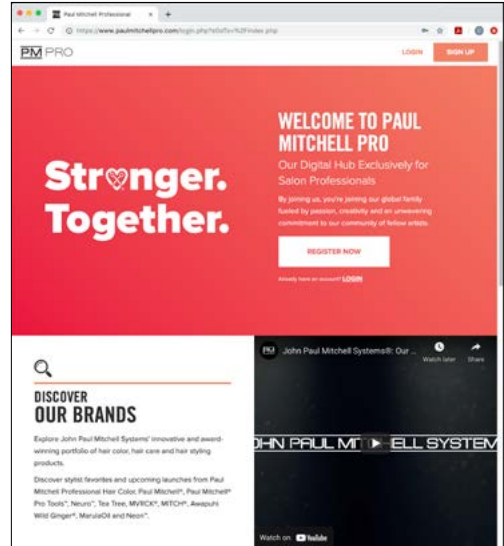 Paul Mitchell Professional
https://www.paulmitchellpro.com/login.php?
PM PRO
LOGIN
SIGN UP
Stronger.
Together.
WELCOME TO PAUL
MITCHELL PRO
Our Digital Hub Exclusively for
Salon Professionals
By joining us, you're joining our global family
fueled by passion, creativity and an unwavering
commitment to our community of fellow artists.
REGISTER NOW
Already have an account? LOGIN
DISCOVER
OUR BRANDS
Explore John Paul Mitchell Systems' innovative and award-
winning portfolio of hair color, hair care and hair styling
products.
Discover stylist favorites and upcoming launches from Paul
Mitchell Professional Hair Color, Paul Mitchell®, Paul Mitchell®
Pro Tools™, Neuro™, Tea Tree, MVRCK®, MITCH®, Awapuhi
Wild Ginger®, MarulaOil and Neon™.
PM John Paul Mitchell Systems®: Our ...
Watch later
Share
JOHN PAUL MITCHELL SYSTEM
Watch on YouTube